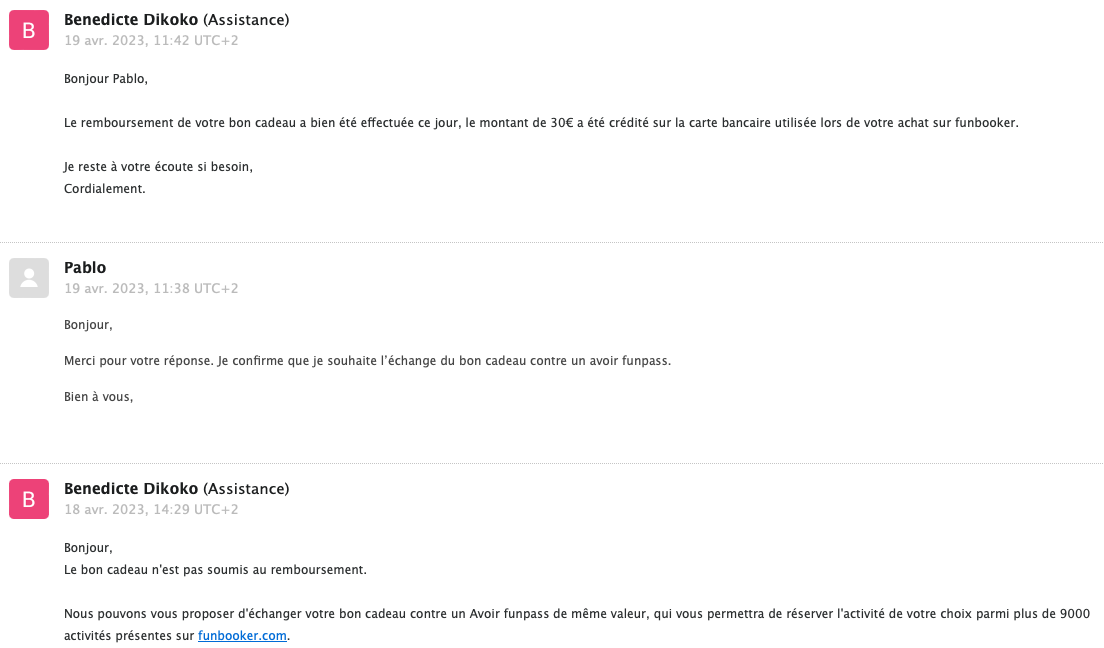 B
Benedicte Dikoko (Assistance)
19 avr. 2023, 11:42 UTC+2
Bonjour Pablo,
Le remboursement de votre bon cadeau a bien été effectuée ce jour, le montant de 30€ a été crédité sur la carte bancaire utilisée lors de votre achat sur funbooker.
Je reste à votre écoute si besoin,
Cordialement.
Pablo
19 avr. 2023, 11:38 UTC+2
Bonjour,
Merci pour votre réponse. Je confirme que je souhaite l’échange du bon cadeau contre un avoir funpass.
Bien à vous,
B
Benedicte Dikoko (Assistance)
18 avr. 2023, 14:29 UTC+2
Bonjour,
Le bon cadeau n'est pas soumis au remboursement.
Nous pouvons vous proposer d'échanger votre bon cadeau contre un Avoir funpass de même valeur, qui vous permettra de réserver l'activité de votre choix parmi plus de 9000
activités présentes sur funbooker.com.